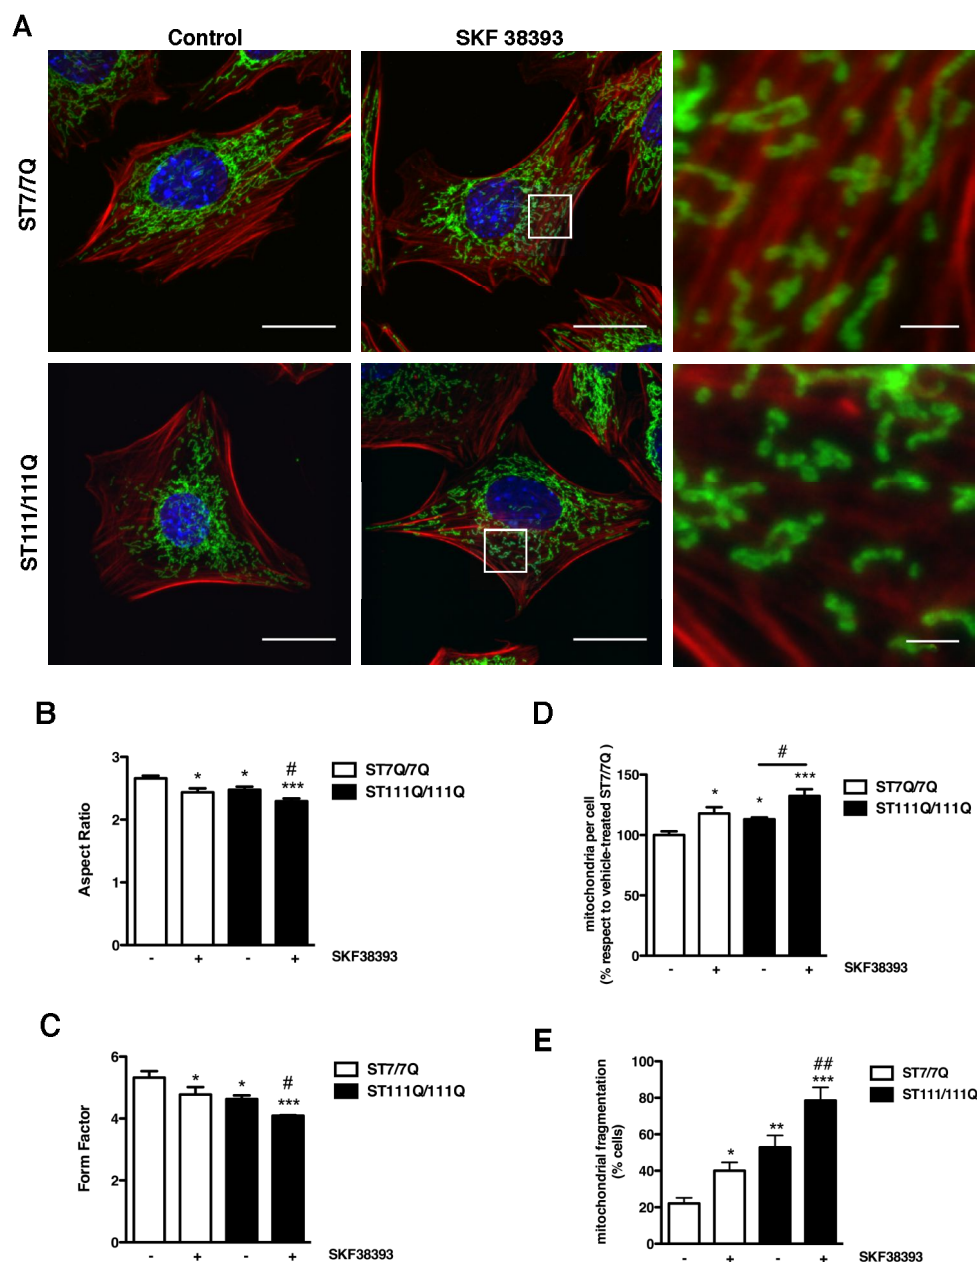 A
Control
SKF 38393
ST7/7Q
ST111/111Q
B
3
2
1
0
Aspect Ratio
*
*
#
***
ST7Q/7Q
ST111Q/111Q
-
+
-
+
SKF38393
D
mitochondria per cell
(% respect to vehicle-treated ST7/7Q )
150
100
50
0
*
*
#
***
ST7Q/7Q
ST111Q/111Q
-
+
-
+
SKF38393
C
6
4
2
0
Form Factor
*
*
#
***
ST7/7Q
ST111Q/111Q
-
+
-
+
SKF38393
E
mitochondrial fragmentation
(% cells)
100
80
60
40
20
0
*
**
##
***
ST7/7Q
ST111/111Q
-
+
-
+
SKF38393